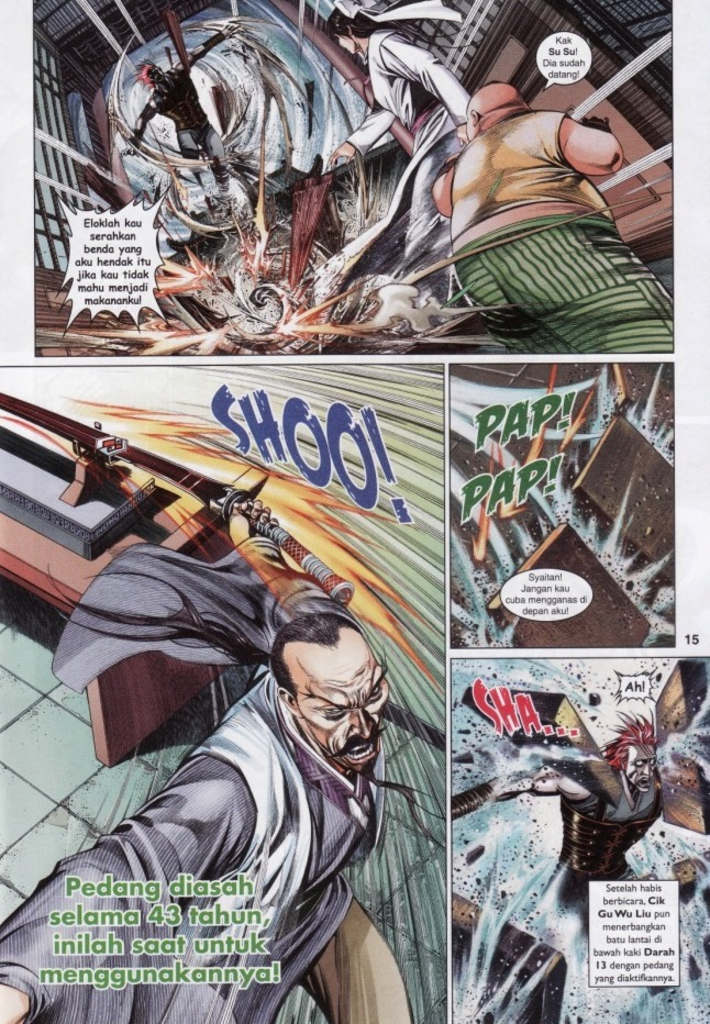 Kak
Su Su!
Dia sudah
datang!
Eloklah kau
serahkan
benda yang
aku hendak itu
jika kau tidak
mahu menjadi
makananku!
SHOO!
PAP!
PAP!
Syaitan!
Jangan kau
cuba mengganas di
depan aku!
15
Ah!
SHA...
Pedang diasah
selama 43 tahun,
inilah saat untuk
menggunakannya!
Setelah habis
berbicara, Cik
Gu Wu Liu pun
menerbangkan
batu lantai di
bawah kaki Darah
13 dengan pedang
yang diaktifkannya.